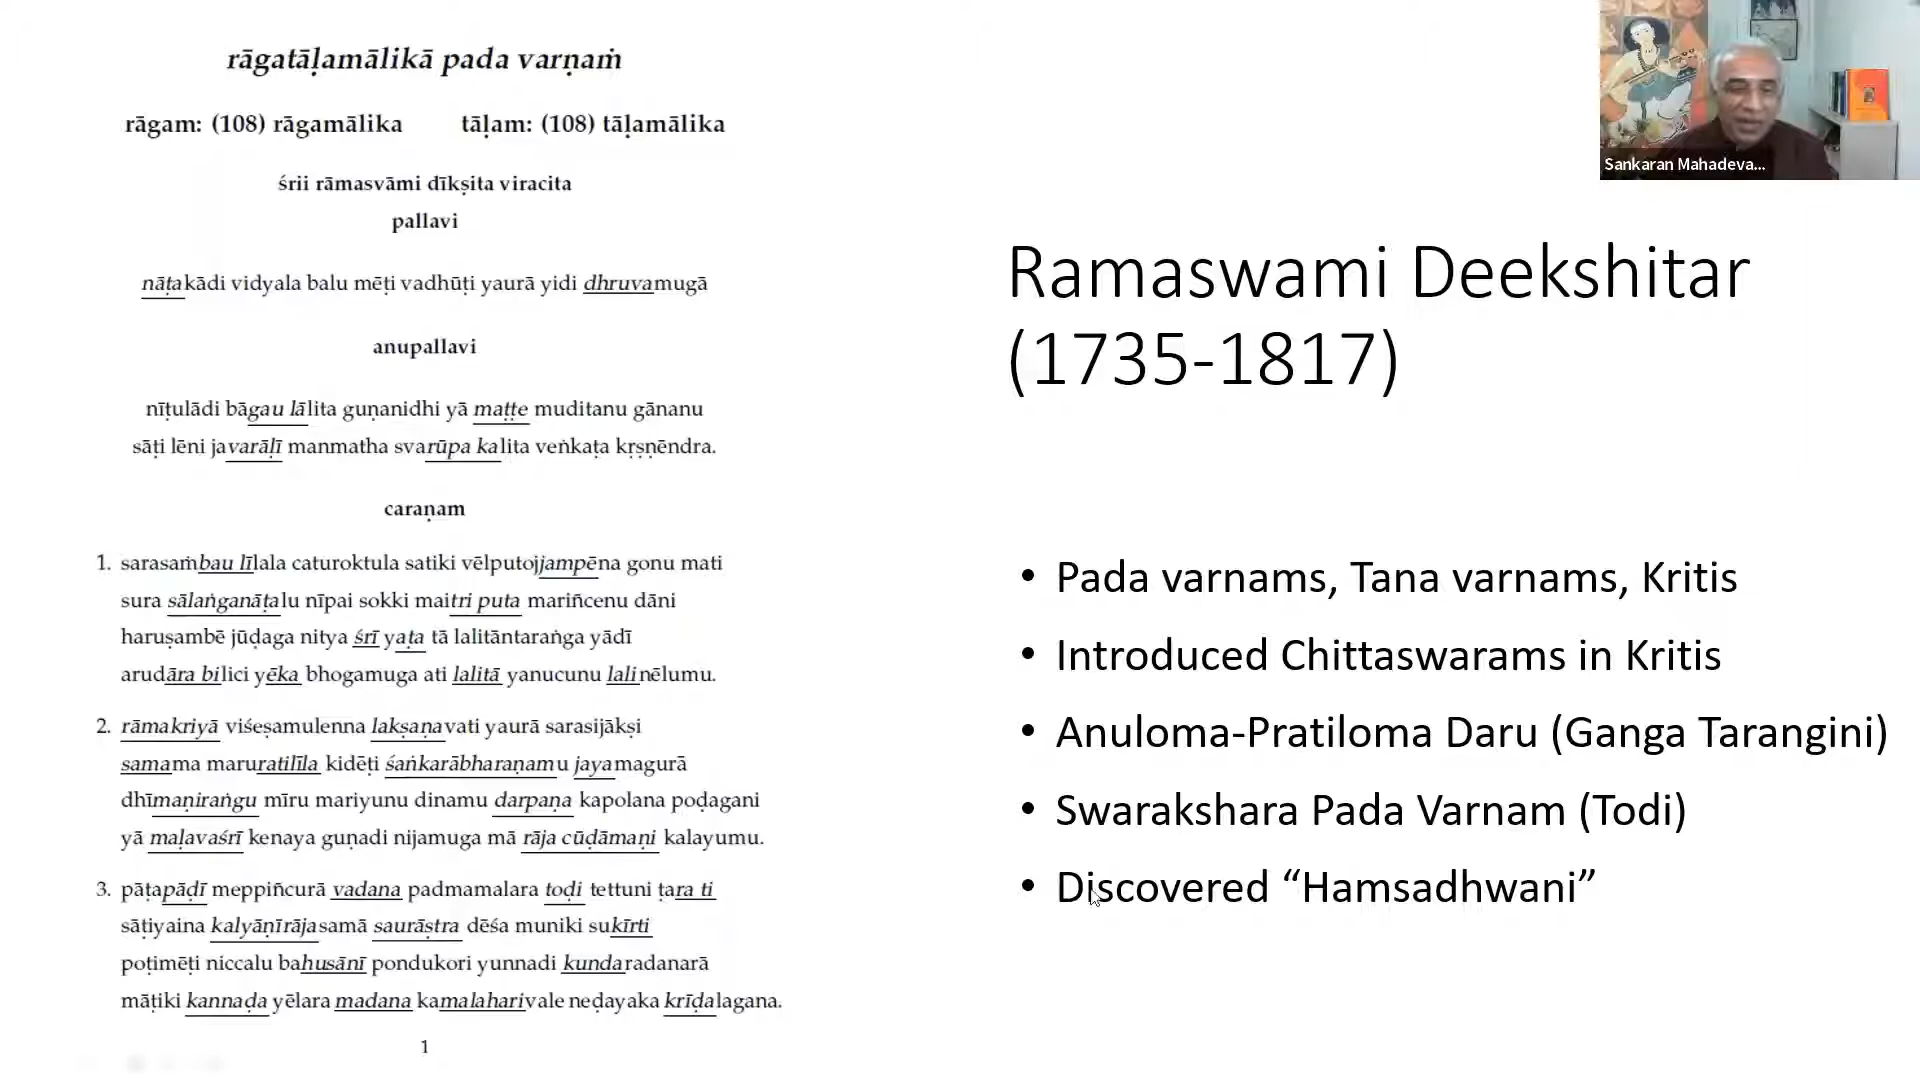 rāgatāḷamālikā pada varṇaṁ
rāgam: (108) rāgamālika tāḷam: (108) tāḷamālika
śrii rāmasvāmi dīkṣita viracita
pallavi
nāṭakādi vidyala balu mēṭi vadhūṭi yaurā yidi dhruvamugā
anupallavi
nīṭulādi bāgau lālita guṇanidhi yā maṭṭe muditanu gānanu
sāṭi lēni javarāḷī manmatha svarūpa kalita veṅkaṭa kṛṣṇēndra.
caraṇam
1. sarasaṁbau līlala caturoktula satiki vēlputojjampēna gonu mati
sura sālaṅganāṭalu nīpai sokki maitri puṭa mariñcenu dāni
haruṣambē jūḍaga nitya śrī yaṭa tā lalitāntaraṅga yādī
arudāra bilici yēka bhogamuga ati lalitā yanucunu lalinēlumu.
2. rāmakriyā viśeṣamulenna lakṣaṇavati yaurā sarasijākṣi
samama maruratilīla kidēṭi śaṅkarābharaṇamu jayamagurā
dhīmaṇiraṅgu mīru mariyunu dinamu darpaṇa kapolana poḍagani
yā maḷavaśrī kenaya guṇadi nijamuga mā rāja cūḍāmaṇi kalayumu.
3. pāṭapāḍī meppiñcurā vadana padmamalara toḍi tettuni ṭara ti
sāṭiyaina kalyāṇīrājasamā saurāṣtra dēśa muniki sukīrti
poṭimēṭi niccalu bahusānī pondukori yunnadi kundaradanarā
māṭiki kannaḍa yēlara madana kamalaharivale neḍayaka krīḍalagana.
1
Sankaran Mahadeva...
Ramaswami Deekshitar
(1735-1817)
• Pada varnams, Tana varnams, Kritis
• Introduced Chittaswarams in Kritis
• Anuloma-Pratiloma Daru (Ganga Tarangini)
• Swarakshara Pada Varnam (Todi)
• Discovered “Hamsadhwani”